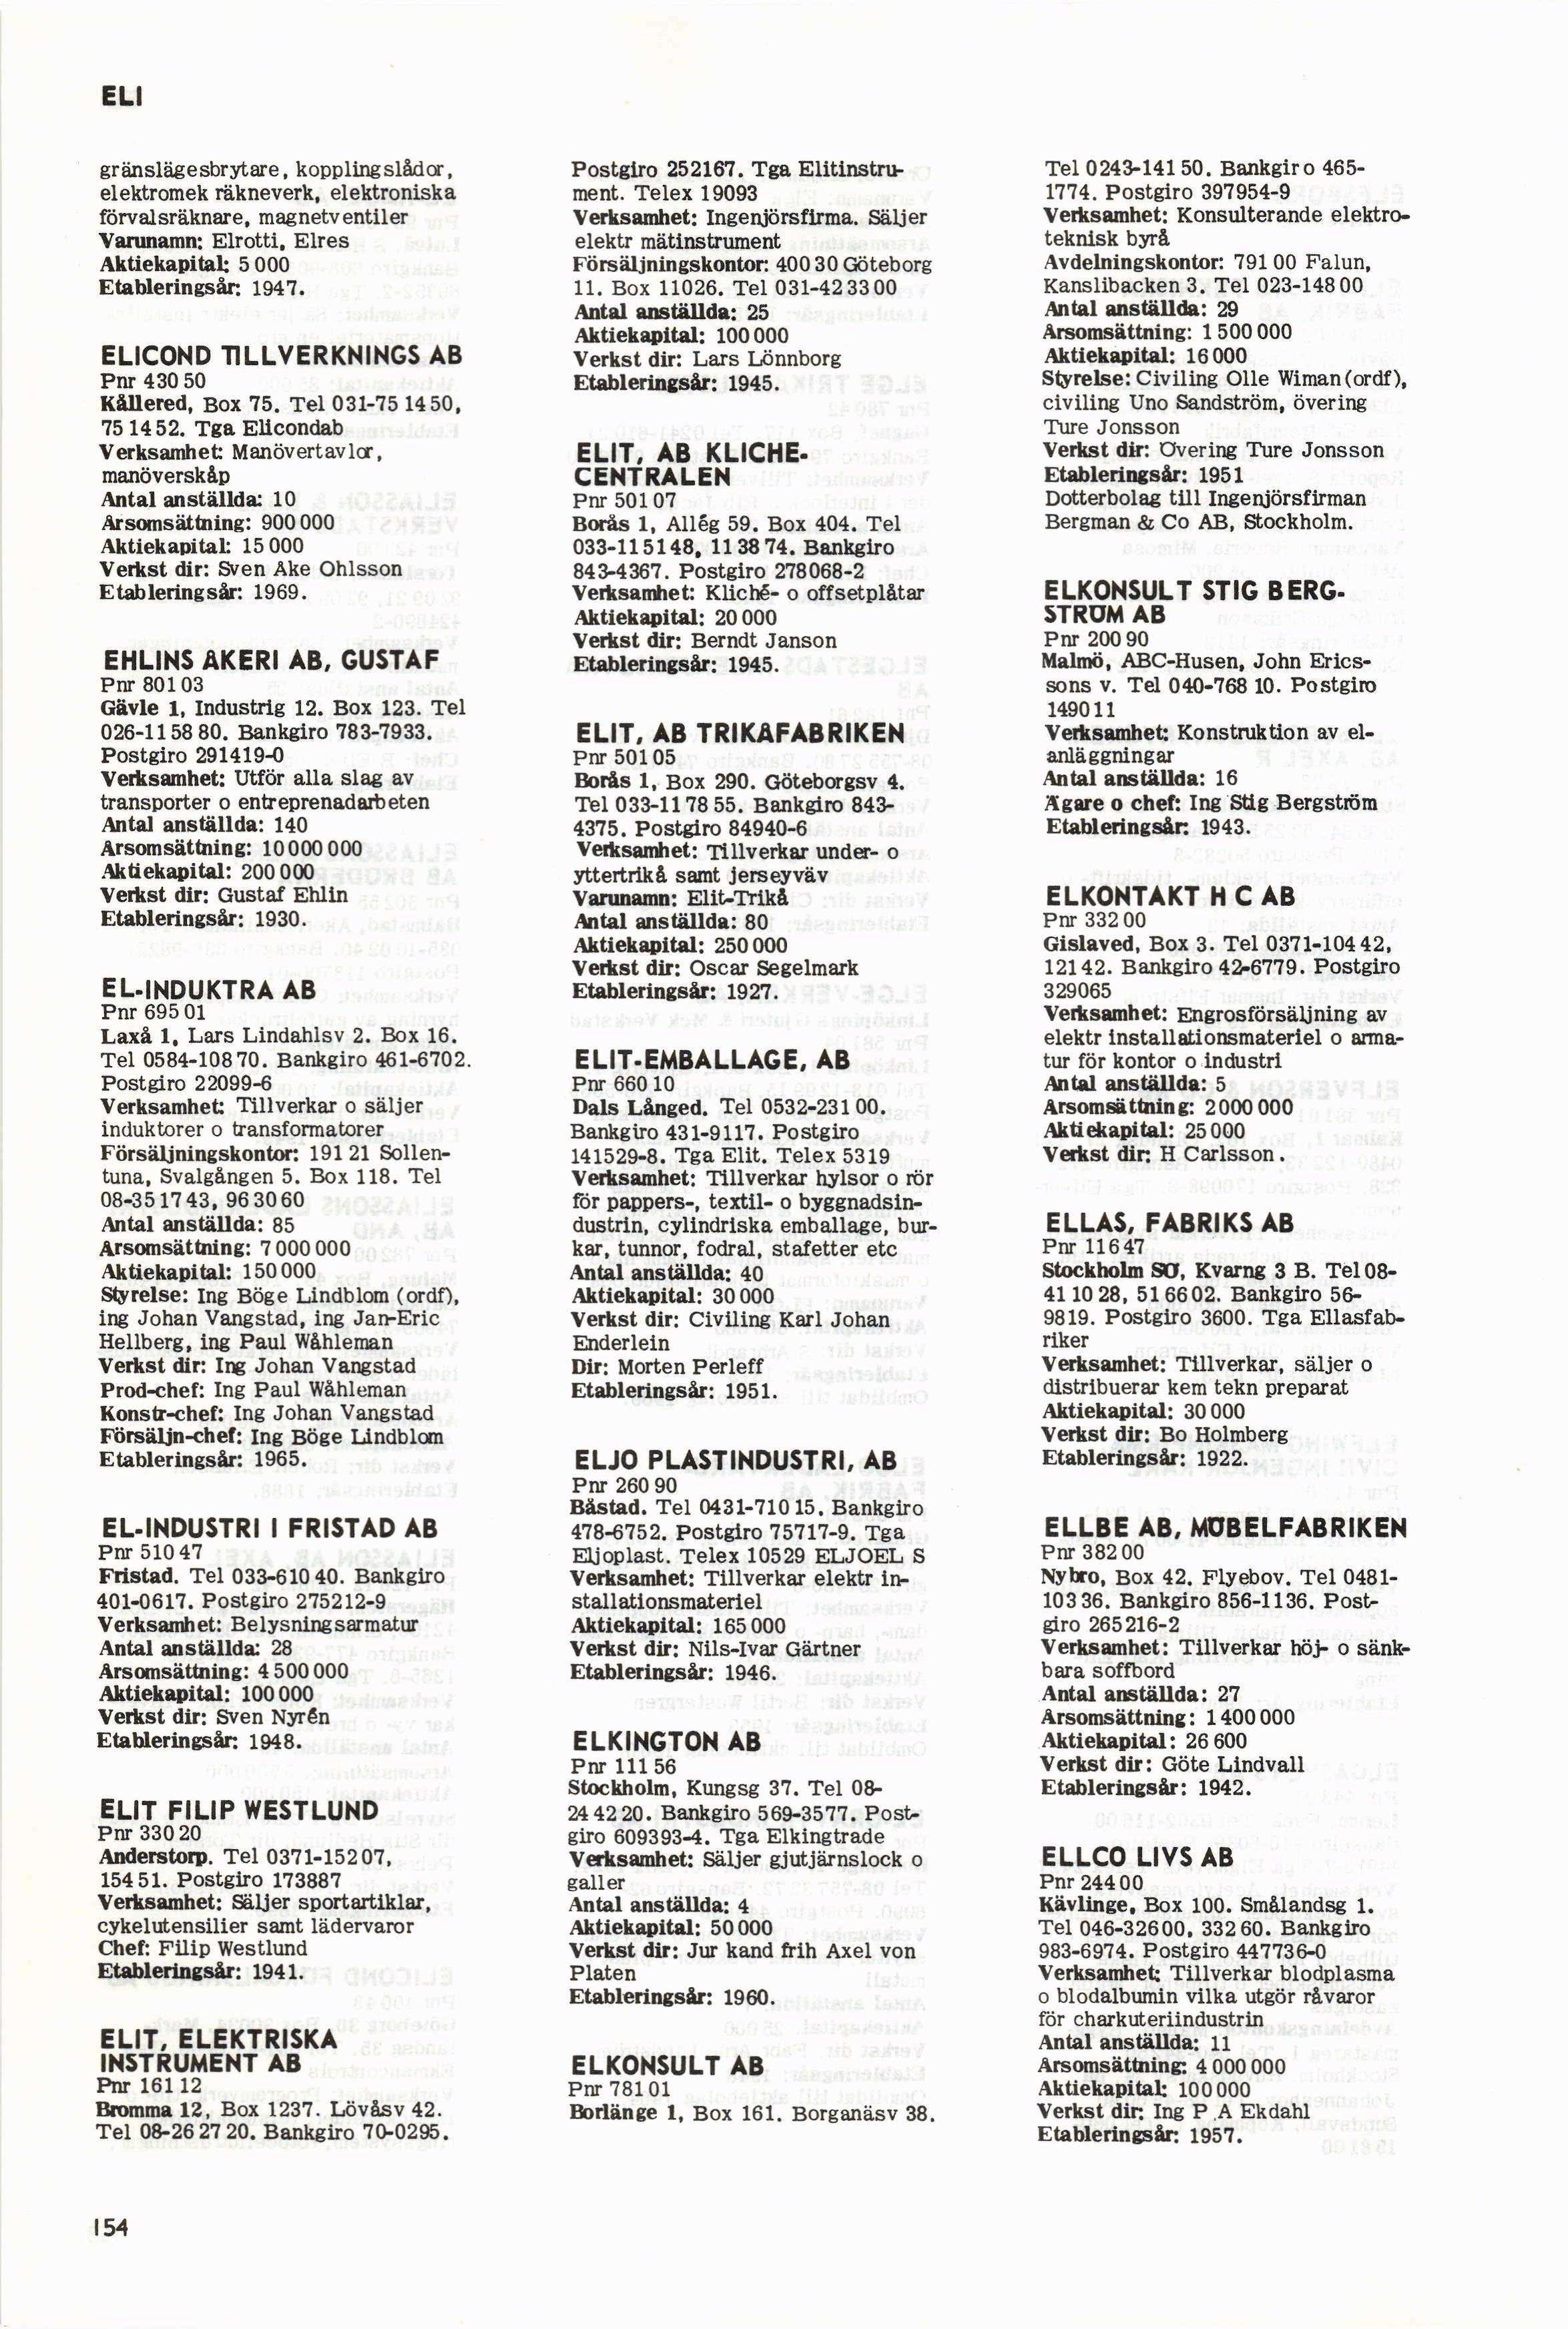 ELI
gränslägesbrytare, kopplingslådor,
elektromek räkneverk, elektroniska
förvalsräknare, magnetventiler
Varunamn: Elrotti, Elres
Aktiekapital: 5 000
Etableringsår: 1947.
ELICOND TILLVERKNINGS AB
Pnr 430 50
Kållered, Box 75. Tel 031-75 14 50,
75 14 52. Tga Elicondab
Verksamhet: Manövertavlor,
manöverskåp
Antal anställda: 10
Årsomsättning: 900 000
Aktiekapital: 15 000
Verkst dir: Sven Åke Ohlsson
Etableringsår: 1969.
EHLINS ÅKERI AB, GUSTAF
Pnr 801 03
Gävle 1, Industrig 12. Box 123. Tel
026-11 58 80. Bankgiro 783-7933.
Postgiro 291419-0
Verksamhet: Utför alla slag av
transporter o entreprenadarbeten
Antal anställda: 140
Årsomsättning: 10 000 000
Aktiekapital: 200 000
Verkst dir: Gustaf Ehlin
Etableringsår: 1930.
EL-INDUKTRA AB
Pnr 695 01
Laxå 1, Lars Lindahlsv 2. Box 16.
Tel 0584-108 70. Bankgiro 461-6702.
Postgiro 22099-6
Verksamhet: Tillverkar o säljer
induktorer o transformatorer
Försäljningskontor: 191 21 Sollen-
tuna, Svalgången 5. Box 118. Tel
08-35 17 43, 96 30 60
Antal anställda: 85
Årsomsättning: 7 000 000
Aktiekapital: 150 000
Styrelse: Ing Böge Lindblom (ordf),
ing Johan Vangstad, ing Jan-Eric
Hellberg, ing Paul Wåhleman
Verkst dir: Ing Johan Vangstad
Prod-chef: Ing Paul Wåhleman
Konstr-chef: Ing Johan Vangstad
Försäljn-chef: Ing Böge Lindblom
Etableringsår: 1965.
EL-INDUSTRI I FRISTAD AB
Pnr 510 47
Fristad. Tel 033-610 40. Bankgiro
401-0617. Postgiro 275212-9
Verksamhet: Belysningsarmatur
Antal anställda: 28
Årsomsättning: 4 500 000
Aktiekapital: 100 000
Verkst dir: Sven Nyrén
Etableringsår: 1948.
ELIT FILIP WESTLUND
Pnr 330 20
Anderstorp. Tel 0371-152 07,
154 51. Postgiro 173887
Verksamhet: Säljer sportartiklar,
cykelutensilier samt lädervaror
Chef: Filip Westlund
Etableringsår: 1941.
ELIT, ELEKTRISKA
INSTRUMENT AB
Pnr 161 12
Bromma 12, Box 1237. Lövåsv 42.
Tel 08-26 27 20. Bankgiro 70-0295.
Postgiro 252167. Tga Elitinstru-
ment. Telex 19093
Verksamhet: Ingenjörsfirma. Säljer
elektr mätinstrument
Försäljningskontor: 400 30 Göteborg
11. Box 11026. Tel 031-42 33 00
Antal anställda: 25
Aktiekapital: 100 000
Verkst dir: Lars Lönnborg
Etableringsår: 1945.
ELIT, AB KLICHE-
CENTRALEN
Pnr 501 07
Borås 1, Allég 59. Box 404. Tel
033-11 51 48, 11 38 74. Bankgiro
843-4367. Postgiro 278068-2
Verksamhet: Kliché- o offsetplåtar
Aktiekapital: 20 000
Verkst dir: Berndt Janson
Etableringsår: 1945.
ELIT, AB TRIKÅFABRIKEN
Pnr 501 05
Borås 1, Box 290. Göteborgsv 4.
Tel 033-11 78 55. Bankgiro 843-
4375. Postgiro 84940-6
Verksamhet: Tillverkar under- o
yttertrikå samt jerseyväv
Varunamn: Elit-Trikå
Antal anställda: 80
Aktiekapital: 250 000
Verkst dir: Oscar Segelmark
Etableringsår: 1927.
ELIT-EMBALLAGE, AB
Pnr 660 10
Dals Långed. Tel 0532-231 00.
Bankgiro 431-9117. Postgiro
141529-8. Tga Elit. Telex 5319
Verksamhet: Tillverkar hylsor o rör
för pappers-, textil- o byggnadsin-
dustrin, cylindriska emballage, bur-
kar, tunnor, fodral, stafetter etc
Antal anställda: 40
Aktiekapital: 30 000
Verkst dir: Civiling Karl Johan
Enderlein
Dir: Morten Perleff
Etableringsår: 1951.
ELJO PLASTINDUSTRI, AB
Pnr 260 90
Båstad. Tel 0431-710 15. Bankgiro
478-6752. Postgiro 75717-9. Tga
Eljoplast. Telex 10529 ELJOEL S
Verksamhet: Tillverkar elektr in-
stallationsmateriel
Aktiekapital: 165 000
Verkst dir: Nils-Ivar Gärtner
Etableringsår: 1946.
ELKINGTON AB
Pnr 111 56
Stockholm, Kungsg 37. Tel 08-
24 42 20. Bankgiro 569-3577. Post-
giro 609393-4. Tga Elkingtrade
Verksamhet: Säljer gjutjärnslock o
galler
Antal anställda: 4
Aktiekapital: 50 000
Verkst dir: Jur kand frih Axel von
Platen
Etableringsår: 1960.
ELKONSULT AB
Pnr 781 01
Borlänge 1, Box 161. Borganäsv 38.
Tel 0243-141 50. Bankgiro 465-
1774. Postgiro 397954-9
Verksamhet: Konsulterande elektro-
teknisk byrå
Avdelningskontor: 791 00 Falun,
Kanslibacken 3. Tel 023-148 00
Antal anställda: 29
Årsomsättning: 1 500 000
Aktiekapital: 16 000
Styrelse: Civiling Olle Wiman (ordf),
civiling Uno Sandström, övering
Ture Jonsson
Verkst dir: Övering Ture Jonsson
Etableringsår: 1951
Dotterbolag till Ingenjörsfirman
Bergman & Co AB, Stockholm.
ELKONSULT STIG BERG-
STRÖM AB
Pnr 200 90
Malmö, ABC-Husen, John Erics-
sons v. Tel 040-768 10. Postgiro
149011
Verksamhet: Konstruktion av el-
anläggningar
Antal anställda: 16
Ägare o chef: Ing Stig Bergström
Etableringsår: 1943.
ELKONTAKT H C AB
Pnr 332 00
Gislaved, Box 3. Tel 0371-104 42,
121 42. Bankgiro 42-6779. Postgiro
329065
Verksamhet: Engrosförsäljning av
elektr installationsmateriel o arma-
tur för kontor o industri
Antal anställda: 5
Årsomsättning: 2 000 000
Aktiekapital: 25 000
Verkst dir: H Carlsson.
ELLAS, FABRIKS AB
Pnr 116 47
Stockholm SÖ, Kvarng 3 B. Tel 08-
41 10 28, 51 66 02. Bankgiro 56-
9819. Postgiro 3600. Tga Ellasfab-
riker
Verksamhet: Tillverkar, säljer o
distribuerar kem tekn preparat
Aktiekapital: 30 000
Verkst dir: Bo Holmberg
Etableringsår: 1922.
ELLBE AB, MÖBELFABRIKEN
Pnr 382 00
Nybro, Box 42. Flyebov. Tel 0481-
103 36. Bankgiro 856-1136. Post-
giro 265216-2
Verksamhet: Tillverkar höj- o sänk-
bara soffbord
Antal anställda: 27
Årsomsättning: 1 400 000
Aktiekapital: 26 600
Verkst dir: Göte Lindvall
Etableringsår: 1942.
ELLCO LIVS AB
Pnr 244 00
Kävlinge, Box 100. Smålandsg 1.
Tel 046-326 00, 332 60. Bankgiro
983-6974. Postgiro 447736-0
Verksamhet: Tillverkar blodplasma
o blodalbumin vilka utgör råvaror
för charkuteriindustrin
Antal anställda: 11
Årsomsättning: 4 000 000
Aktiekapital: 100 000
Verkst dir: Ing P A Ekdahl
Etableringsår: 1957.
154